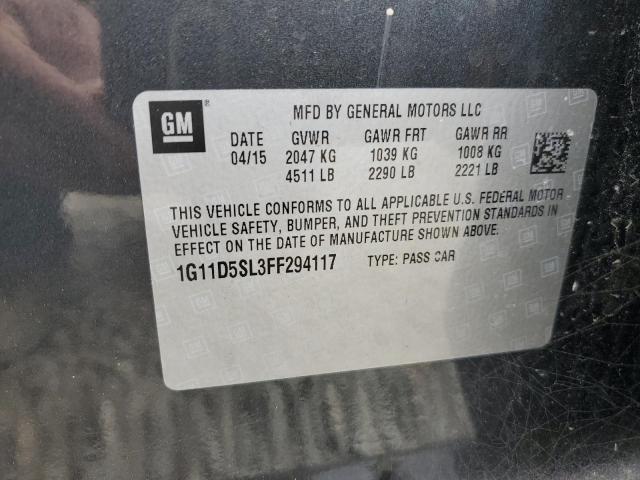 GM
MFD BY GENERAL MOTORS LLC
DATE GVWR GAWR FRT GAWR RR
04/15 2047 KG 1039 KG 1008 KG
4511 LB 2290 LB 2221 LB
THIS VEHICLE CONFORMS TO ALL APPLICABLE U.S. FEDERAL MOTOR
VEHICLE SAFETY, BUMPER, AND THEFT PREVENTION STANDARDS IN
EFFECT ON THE DATE OF MANUFACTURE SHOWN ABOVE.
1G11D5SL3FF294117 TYPE: PASS CAR